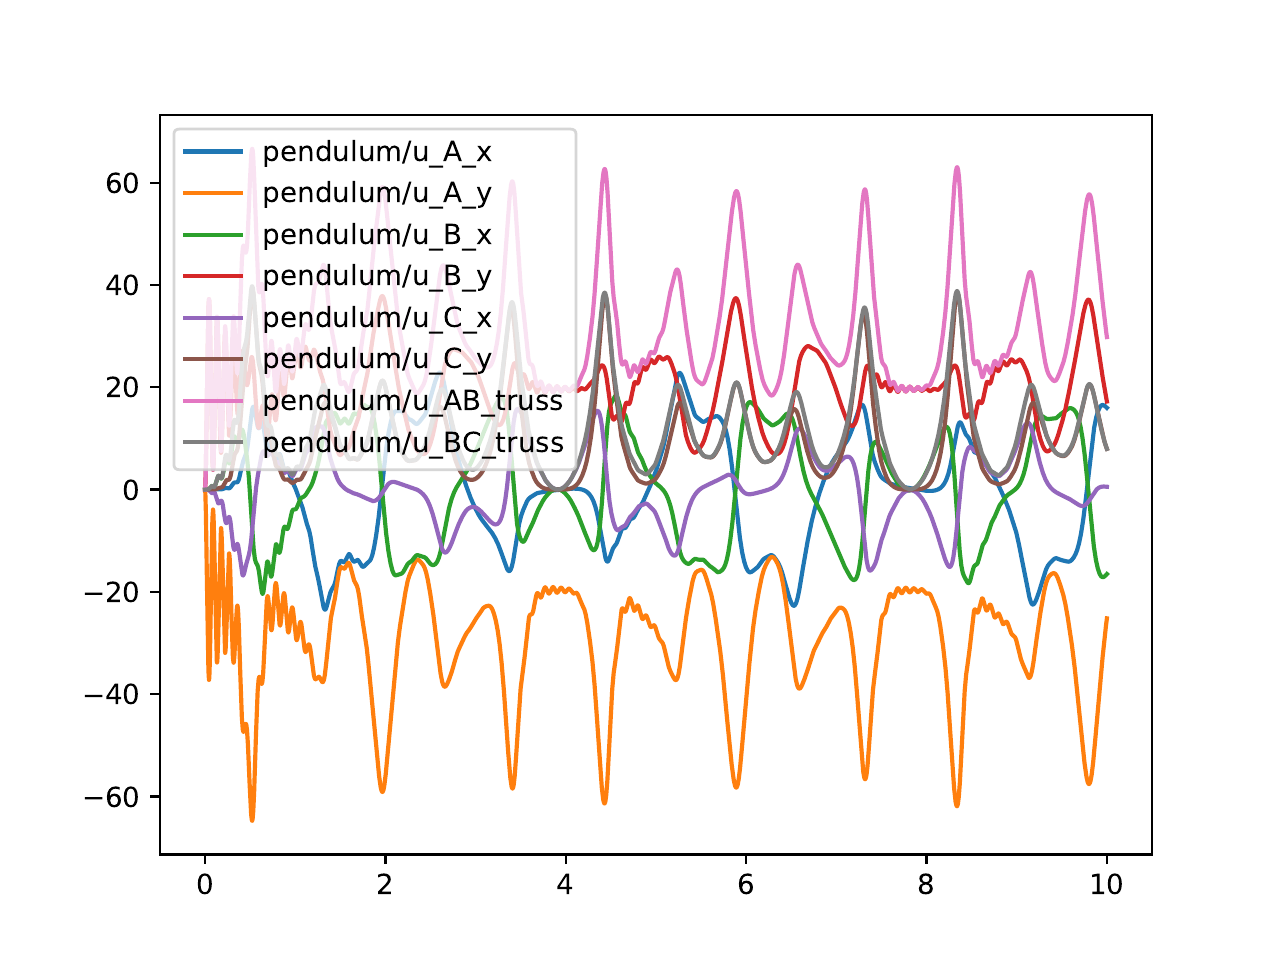 pendulum/u_A_x
pendulum/u_A_y
pendulum/u_B_x
pendulum/u_B_y
pendulum/u_C_x
pendulum/u_C_y
pendulum/u_AB_truss
pendulum/u_BC_truss
60
40
20
0
−20
−40
−60
0 2 4 6 8 10